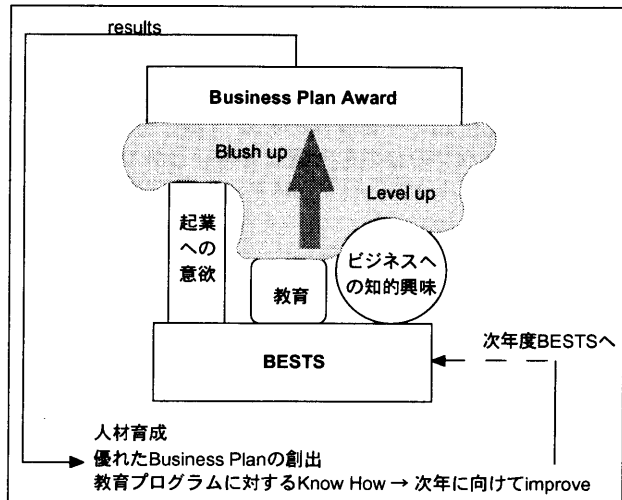 results
Business Plan Award
Blush up
Level up
起業
への
意欲
教育
ビジネスへ
の知的興味
BESTS
次年度BESTSへ
人材育成
優れたBusiness Planの創出
教育プログラムに対するKnow How → 次年に向けてimprove